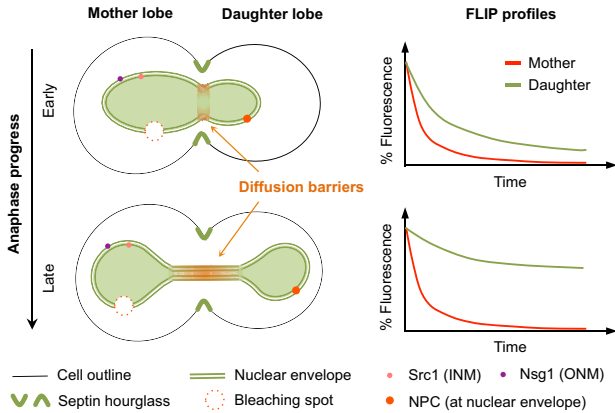 Mother lobe
Daughter lobe
FLIP profiles
Anaphase progress
Early
Late
Diffusion barriers
% Fluorescence
Time
Mother
Daughter
% Fluorescence
Time
Cell outline
Nuclear envelope
Src1 (INM)
Nsg1 (ONM)
Septin hourglass
Bleaching spot
NPC (at nuclear envelope)